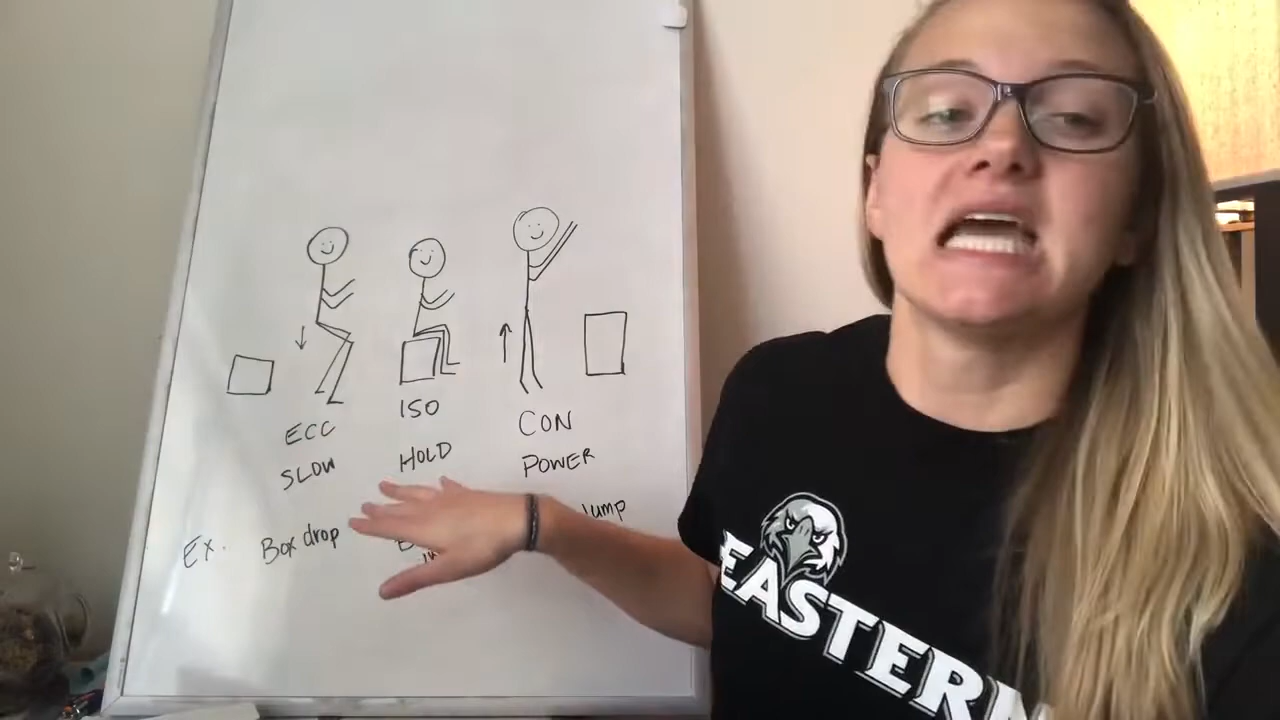 ECC
SLOW
ISO
HOLD
CON
POWER
Ex. Box drop
Jump
EASTERN